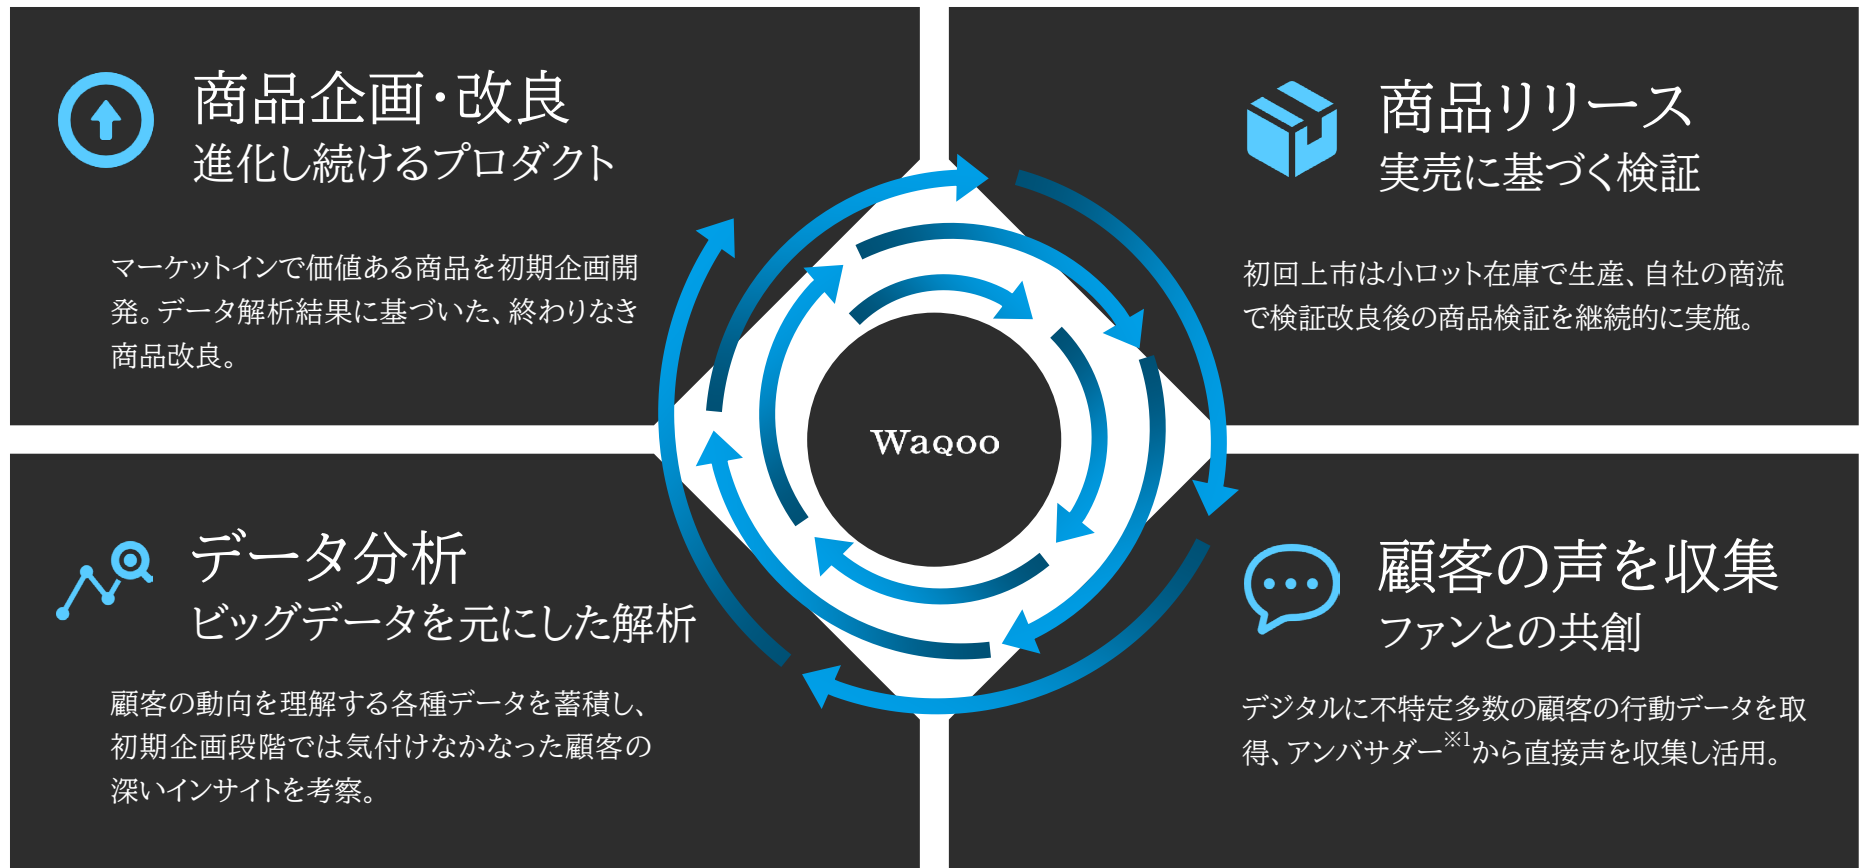 商品企画・改良
進化し続けるプロダクト
マーケットインで価値ある商品を初期企画開
発。データ解析結果に基づいた、終わりなき
商品改良。
商品リリース
実売に基づく検証
初回上市は小ロット在庫で生産、自社の商流
で検証改良後の商品検証を継続的に実施。
Waqoo
データ分析
ビッグデータを元にした解析
顧客の動向を理解する各種データを蓄積し、
初期企画段階では気付けなかなった顧客の
深いインサイトを考察。
顧客の声を収集
ファンとの共創
デジタルに不特定多数の顧客の行動データを取
得、アンバサダー※1から直接声を収集し活用。